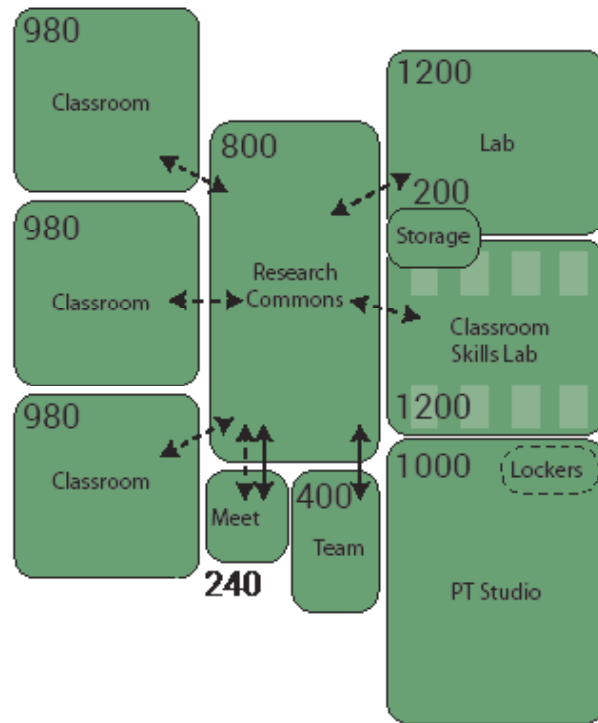 980
Classroom
1200
Lab
800
200
Storage
980
Classroom
Research
Commons
Classroom
Skills Lab
1200
980
Classroom
1000
Lockers
Meet
240
400
Team
PT Studio